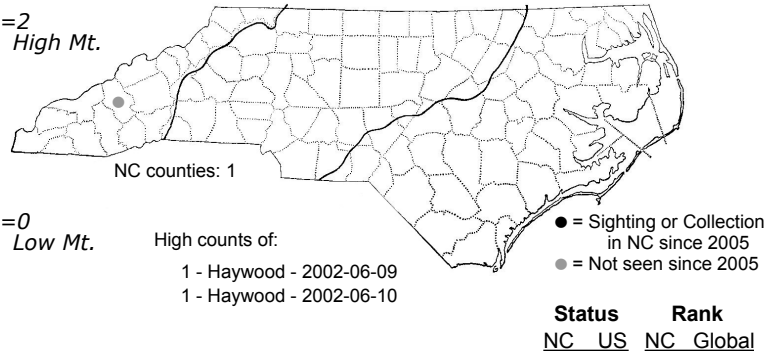 =2
High Mt.
NC counties: 1
=0
Low Mt.
High counts of:
1 - Haywood - 2002-06-09
1 - Haywood - 2002-06-10
= Sighting or Collection
in NC since 2005
= Not seen since 2005
Status Rank
NC US NC Global